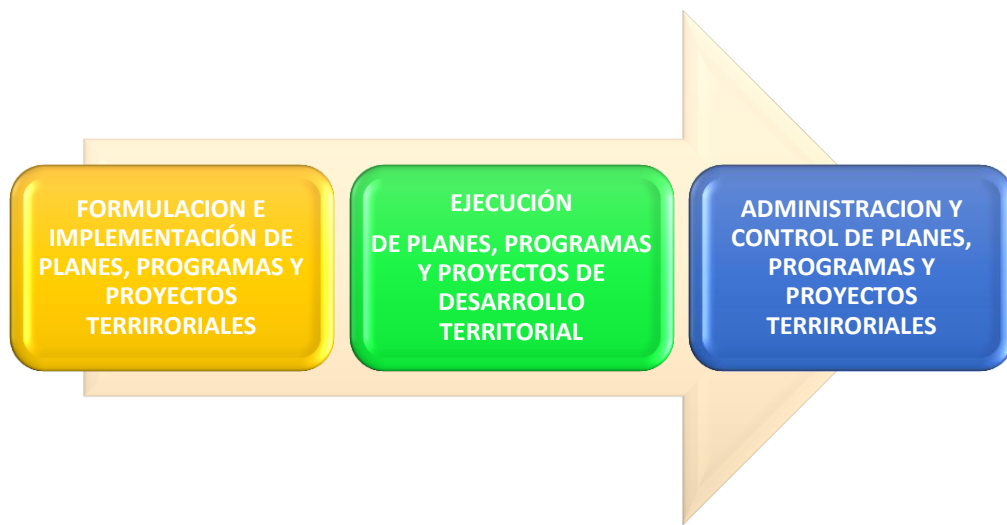 FORMULACION E
IMPLEMENTACIÓN DE
PLANES, PROGRAMAS Y
PROYECTOS
TERRIRORIALES
EJECUCIÓN
DE PLANES, PROGRAMAS
Y PROYECTOS DE
DESARROLLO
TERRITORIAL
ADMINISTRACION Y
CONTROL DE PLANES,
PROGRAMAS Y
PROYECTOS
TERRIRORIALES